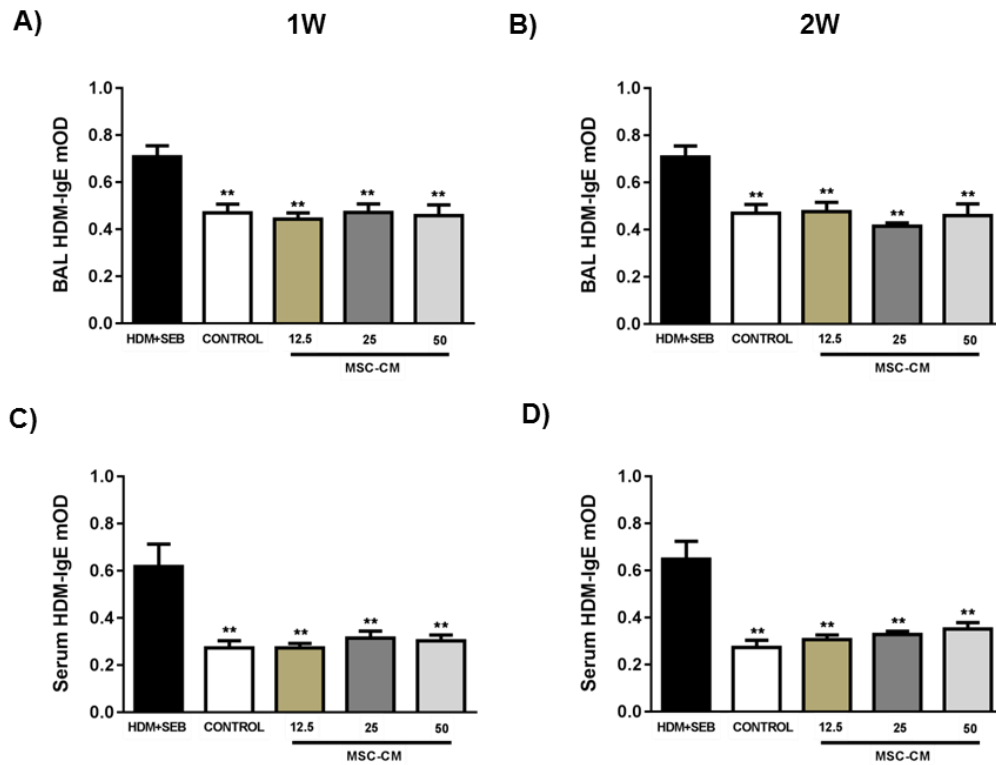 A)
1W
BAL HDM-IgE mOD
1.0
0.8
0.6
0.4
0.2
0.0
**
**
**
**
HDM+SEB CONTROL 12.5 25 50
MSC-CM
B)
2W
BAL HDM-IgE mOD
1.0
0.8
0.6
0.4
0.2
0.0
**
**
**
**
HDM+SEB CONTROL 12.5 25 50
MSC-CM
C)
Serum HDM-IgE mOD
1.0
0.8
0.6
0.4
0.2
0.0
**
**
**
**
HDM+SEB CONTROL 12.5 25 50
MSC-CM
D)
Serum HDM-IgE mOD
1.0
0.8
0.6
0.4
0.2
0.0
**
**
**
**
HDM+SEB CONTROL 12.5 25 50
MSC-CM